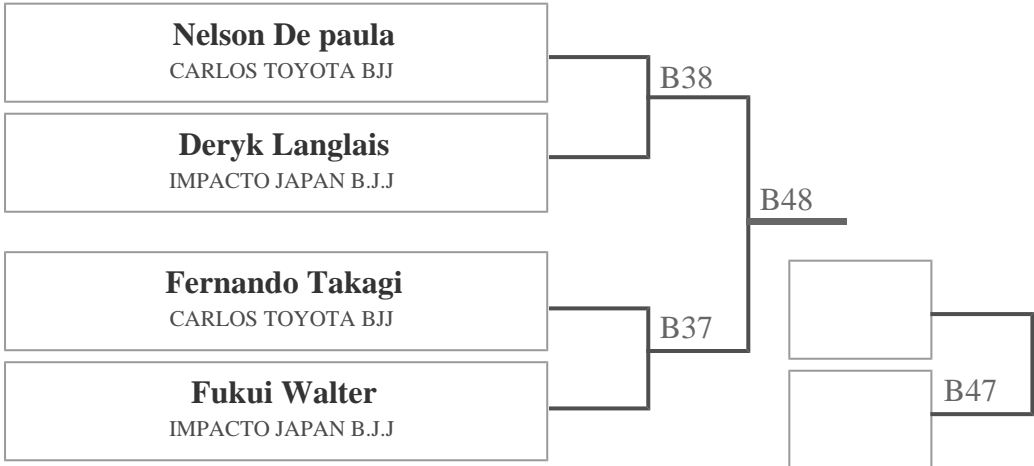 Nelson De paula
CARLOS TOYOTA BJJ
B38
Deryk Langlais
IMPACTO JAPAN B.J.J
B48
Fernando Takagi
CARLOS TOYOTA BJJ
B37
Fukui Walter
IMPACTO JAPAN B.J.J
B47